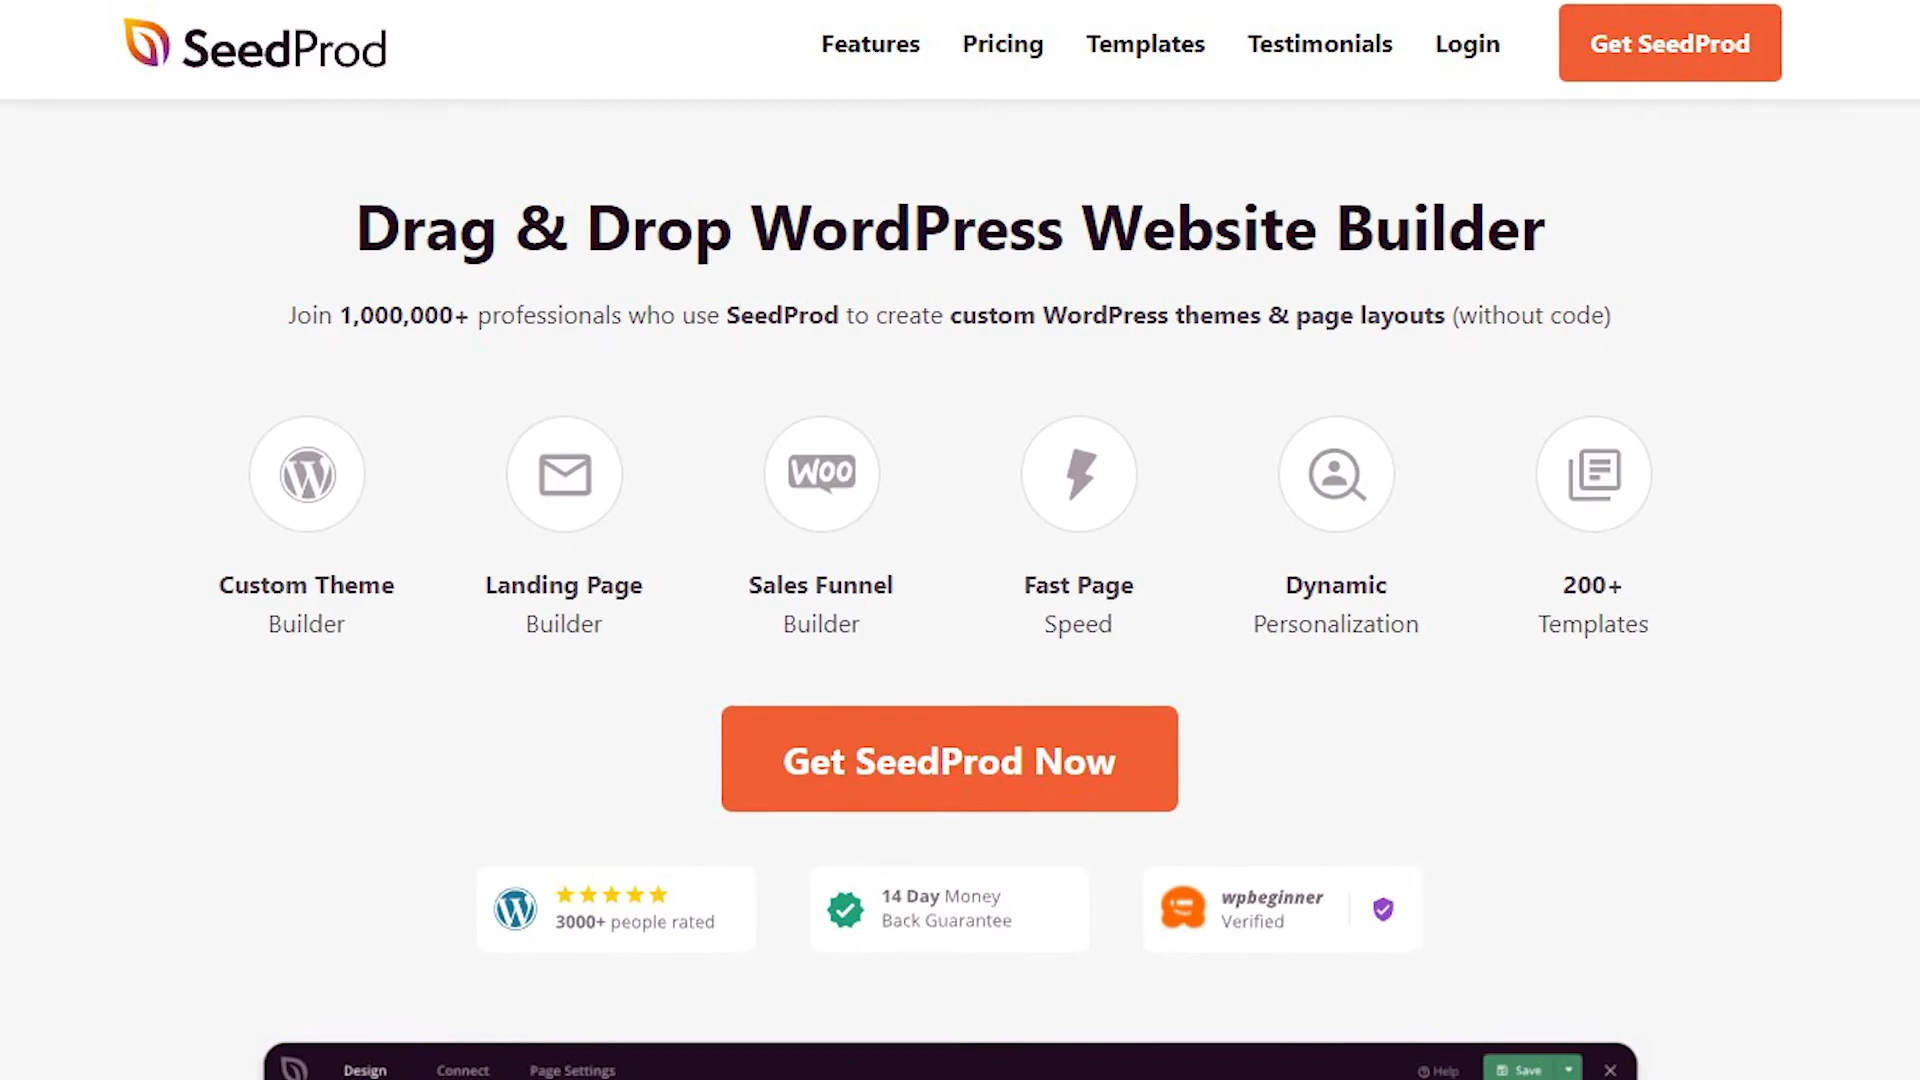 SeedProd
Features Pricing Templates Testimonials Login Get SeedProd
Drag & Drop WordPress Website Builder
Join 1,000,000+ professionals who use SeedProd to create custom WordPress themes & page layouts (without code)
WOO
Custom Theme
Builder
Landing Page
Builder
Sales Funnel
Builder
Fast Page
Speed
Dynamic
Personalization
200+
Templates
Get SeedProd Now
3000+ people rated
14 Day Money
Back Guarantee
wpbeginner
Verified
Design Connect Page Settings Help Save